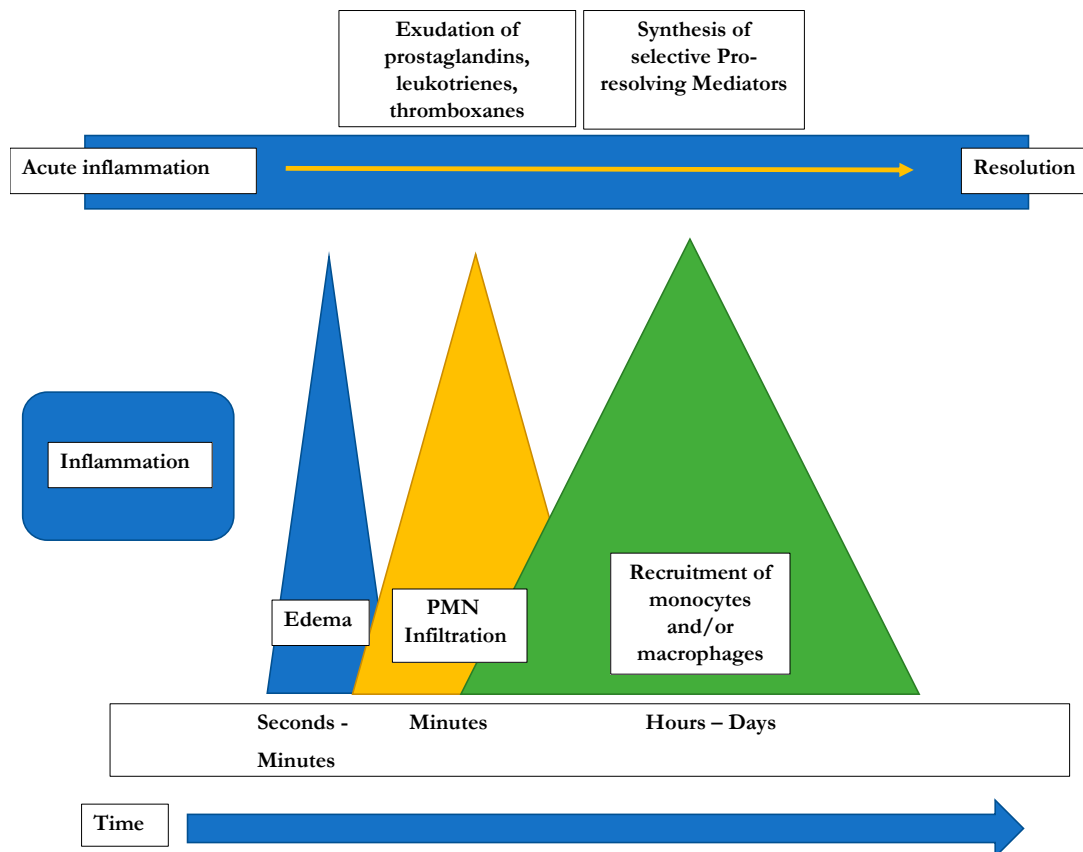 Exudation of
prostaglandins,
leukotrienes,
thromboxanes
Synthesis of
selective Pro-
resolving Mediators
Acute inflammation
Resolution
Inflammation
Edema
PMN
Infiltration
Recruitment of
monocytes
and/or
macrophages
Seconds -
Minutes
Minutes
Hours – Days
Time